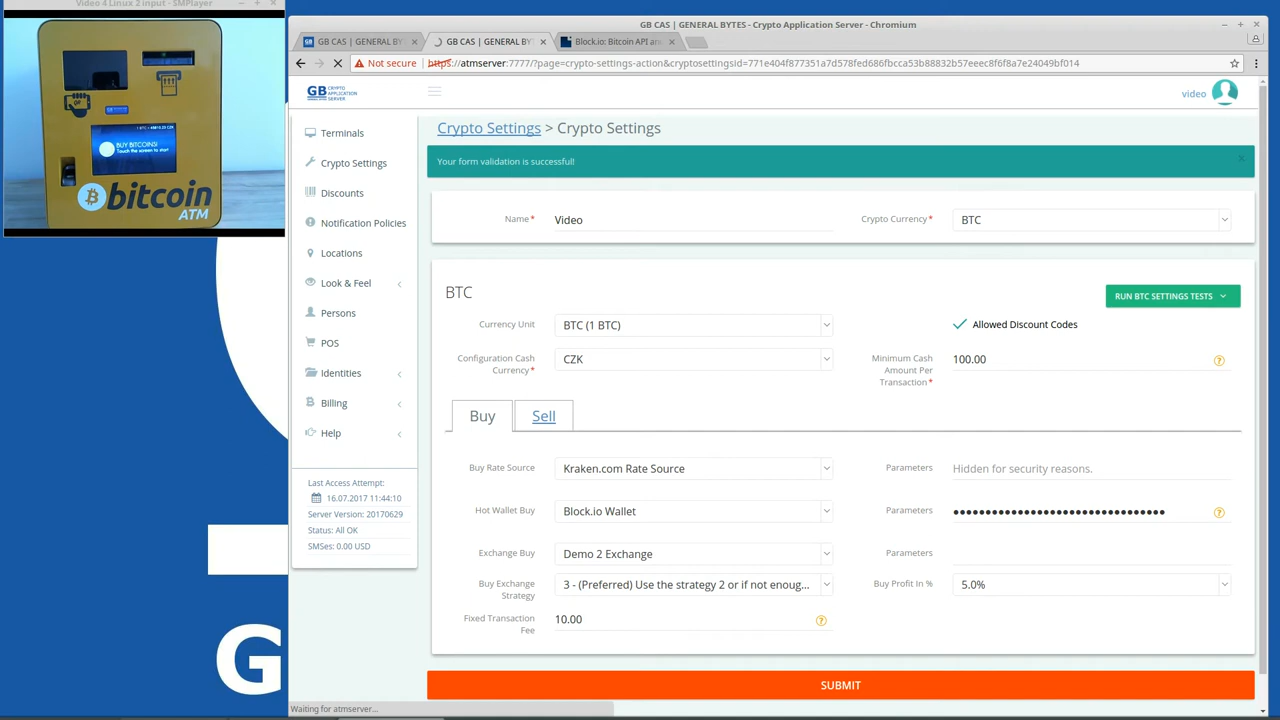 Video 4 Linux 2 input - SMPlayer
BUY BITCOINS!
Touch the screen to start
bitcoin
ATM
G
GB CAS | GENERAL BYTES - Crypto Application Server - Chromium
GB CAS | GENERAL BYTES
GB CAS | GENERAL BYTES
Block.io: Bitcoin API an
Not secure
https://atmserver:7777/?page=crypto-settings-action&cryptosettingsid=771e404f877351a7d578fed686fbcca53b88832b57eeec8f6f8a7e24049bf014
GB CRYPTO APPLICATION SERVER
video
Terminals
Crypto Settings
Discounts
Notification Policies
Locations
Look & Feel
Persons
POS
Identities
Billing
Help
Last Access Attempt:
16.07.2017 11:44:10
Server Version: 20170629
Status: All OK
SMSes: 0.00 USD
Crypto Settings > Crypto Settings
Your form validation is successful!
Name* Video
Crypto Currency* BTC
BTC
RUN BTC SETTINGS TESTS
Currency Unit BTC (1 BTC)
Allowed Discount Codes
Configuration Cash Currency* CZK
Minimum Cash Amount Per Transaction* 100.00
Buy Sell
Buy Rate Source Kraken.com Rate Source
Parameters Hidden for security reasons.
Hot Wallet Buy Block.io Wallet
Parameters •••••••••••••••••••••••••••••••••
Exchange Buy Demo 2 Exchange
Parameters
Buy Exchange Strategy 3 - (Preferred) Use the strategy 2 or if not enoug...
Buy Profit In % 5.0%
Fixed Transaction Fee 10.00
SUBMIT
Waiting for atmserver...